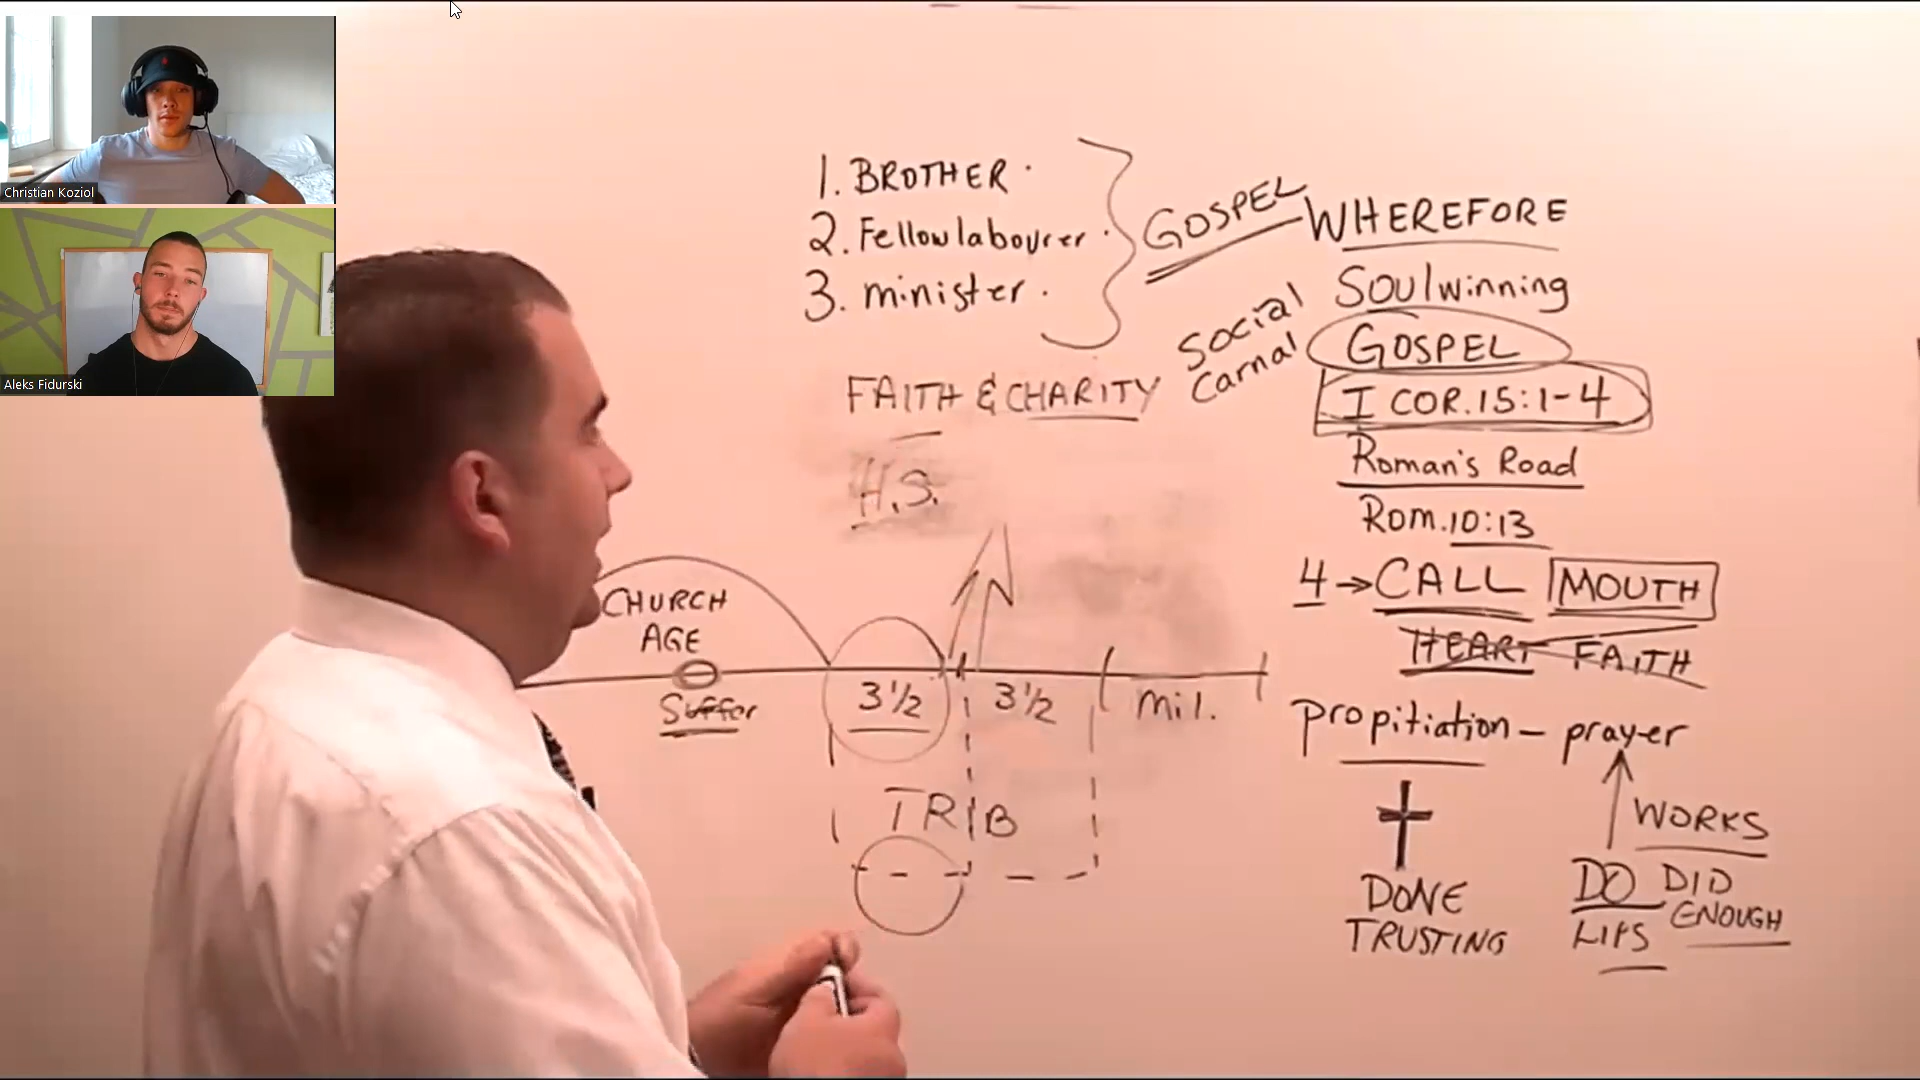 Christian Koziol
Aleks Fidurski
1. BROTHER.
2. Fellowlabourer.
3. minister.
GOSPEL
FAITH & CHARITY
H.S.
Social
Carnal
WHEREFORE
Soulwinning
GOSPEL
I COR. 15:1-4
Roman's Road
Rom. 10:13
4 → CALL MOUTH
HEART FAITH
propitiation – prayer
WORKS
DONE
TRUSTING
DO DID
ENOUGH
LIPS
CHURCH
AGE
Suffer
3½ 3½ Mil.
TRIB